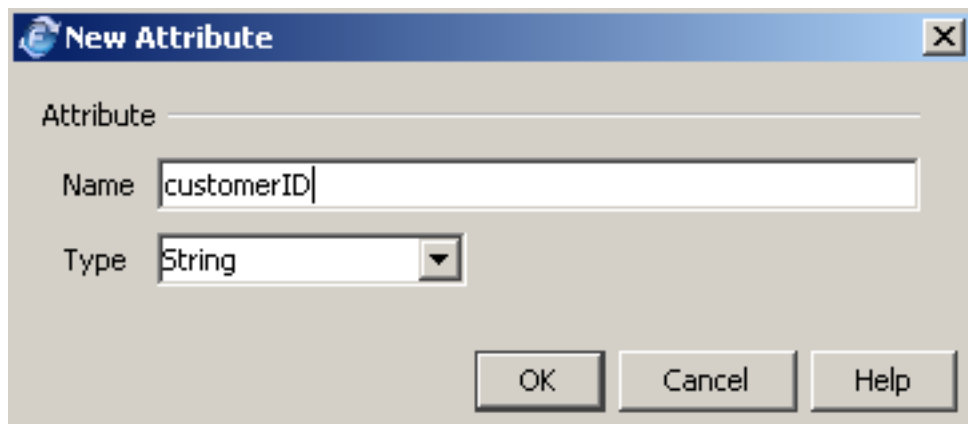 New Attribute
Attribute
Name customerID
Type String
OK Cancel Help